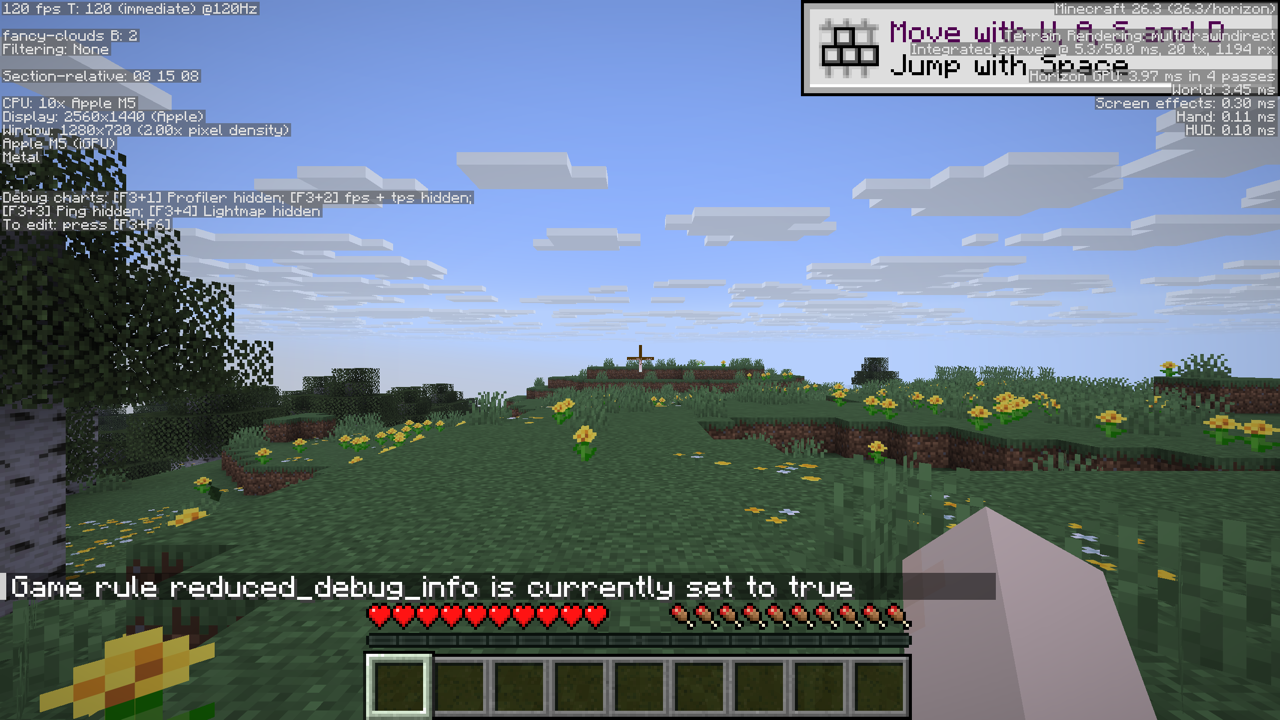 120 fps T: 120 (immediate) @120Hz
fancy-clouds B: 2
Filtering: None
Section-relative: 08 15 08
CPU: 10x Apple M5
Display: 2560x1440 (Apple)
Window: 1280x720 (2.00x pixel density)
Apple M5 (iGPU)
Metal
Debug charts: [F3+1] Profiler hidden; [F3+2] fps + tps hidden;
[F3+3] Ping hidden; [F3+4] Lightmap hidden
To edit: press [F3+F6]
Minecraft 26.3 (26.3/horizon)
Move with W, A, S and D
Terrain Rendering: multidrawindirect
Integrated server @ 5.3/50.0 ms, 20 tx, 1194 rx
Jump with Space
Horizon GPU: 3.97 ms in 4 passes
World: 3.45 ms
Screen effects: 0.30 ms
Hand: 0.11 ms
HUD: 0.10 ms
Game rule reduced_debug_info is currently set to true